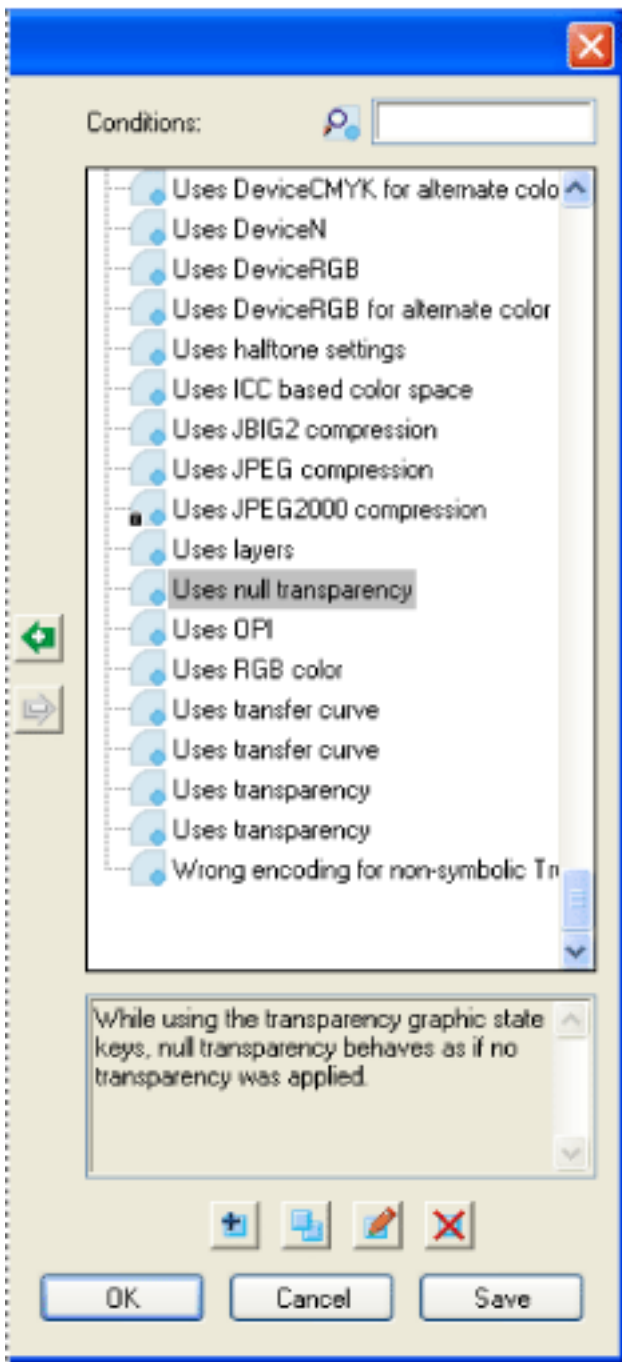 Conditions:
Uses DeviceCMYK for alternate colo
Uses DeviceN
Uses DeviceRGB
Uses DeviceRGB for alternate color
Uses halftone settings
Uses ICC based color space
Uses JBIG2 compression
Uses JPEG compression
Uses JPEG2000 compression
Uses layers
Uses null transparency
Uses OPI
Uses RGB color
Uses transfer curve
Uses transfer curve
Uses transparency
Uses transparency
Wrong encoding for non-symbolic Tr
While using the transparency graphic state
keys, null transparency behaves as if no
transparency was applied.
OK Cancel Save